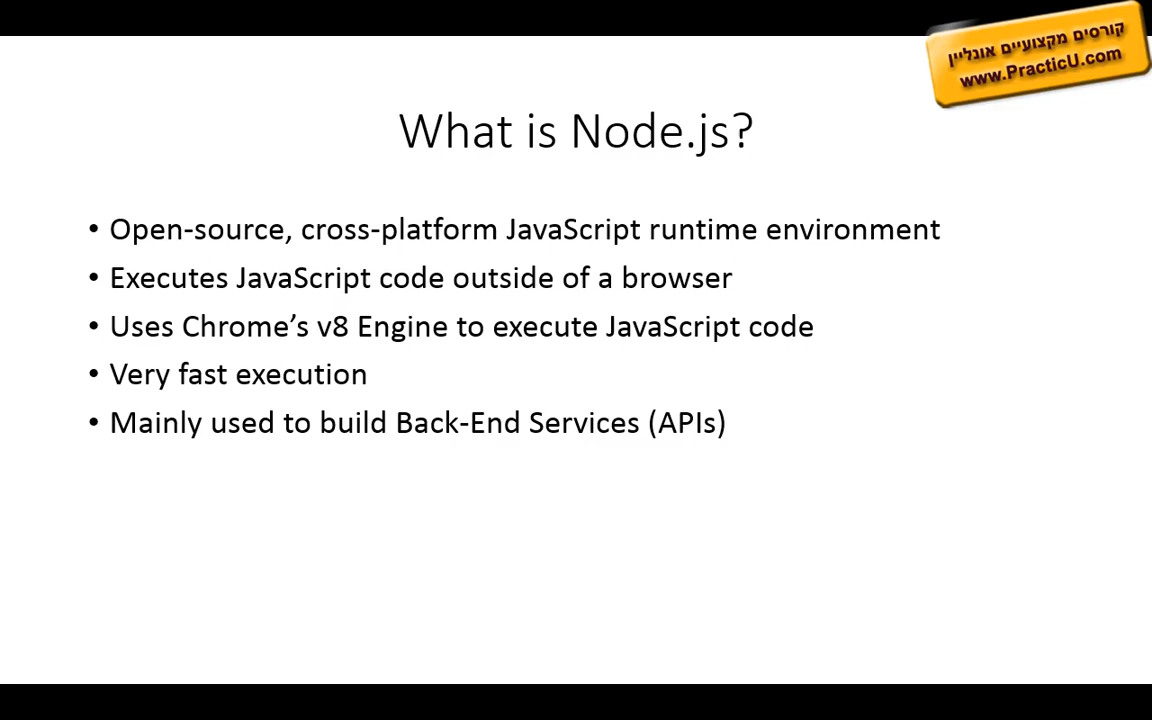 קורסים מקצועיים אונליין
www.PracticU.com
What is Node.js?
• Open-source, cross-platform JavaScript runtime environment
• Executes JavaScript code outside of a browser
• Uses Chrome’s v8 Engine to execute JavaScript code
• Very fast execution
• Mainly used to build Back-End Services (APIs)